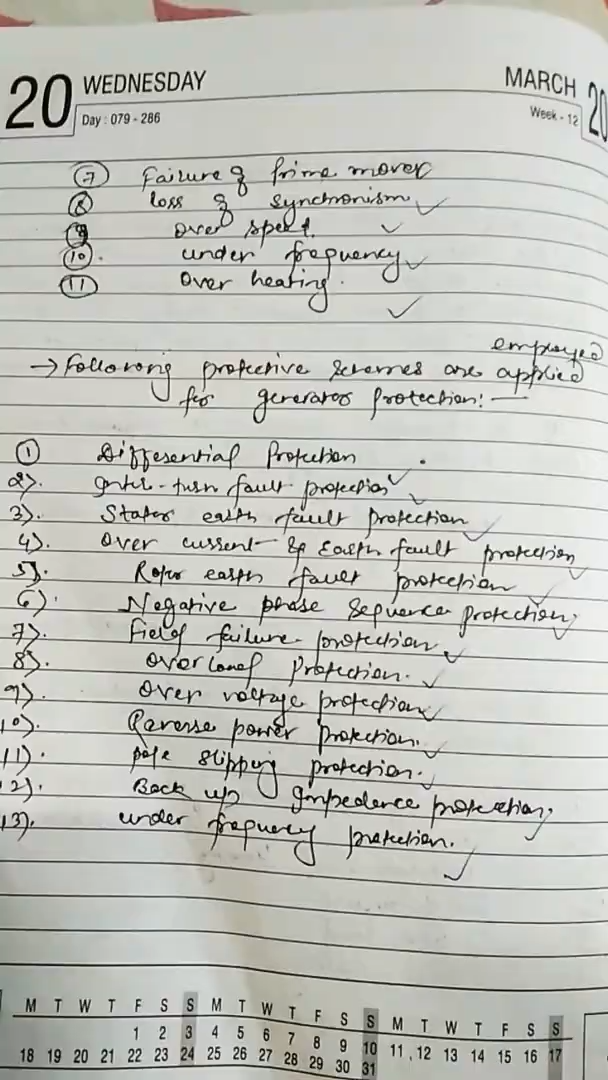 20 WEDNESDAY MARCH 20
Day : 079 - 286 Week - 12
7 Failure of Prime mover
8 loss of synchronism
9 over speed.
10. under frequency
11 Over heating.
employed
→ Following protective schemes are applied
for generator protection: —
1 Differential Protection.
2). Inter-turn fault protection
3). Stator earth fault protection
4). Over current & Earth fault protection
5). Rotor earth fault protection
6). Negative phase sequence protection,
7). Field failure protection
8). Overload Protection.
9). Over voltage protection
10). Reverse power protection.
11). pole slipping protection.
12). Back up Impedence protection,
13). under frequency protection.
M T W T F S S M T W T F S S M T W T F S S
1 2 3 4 5 6 7 8 9 10 11 12 13 14 15 16 17
18 19 20 21 22 23 24 25 26 27 28 29 30 31